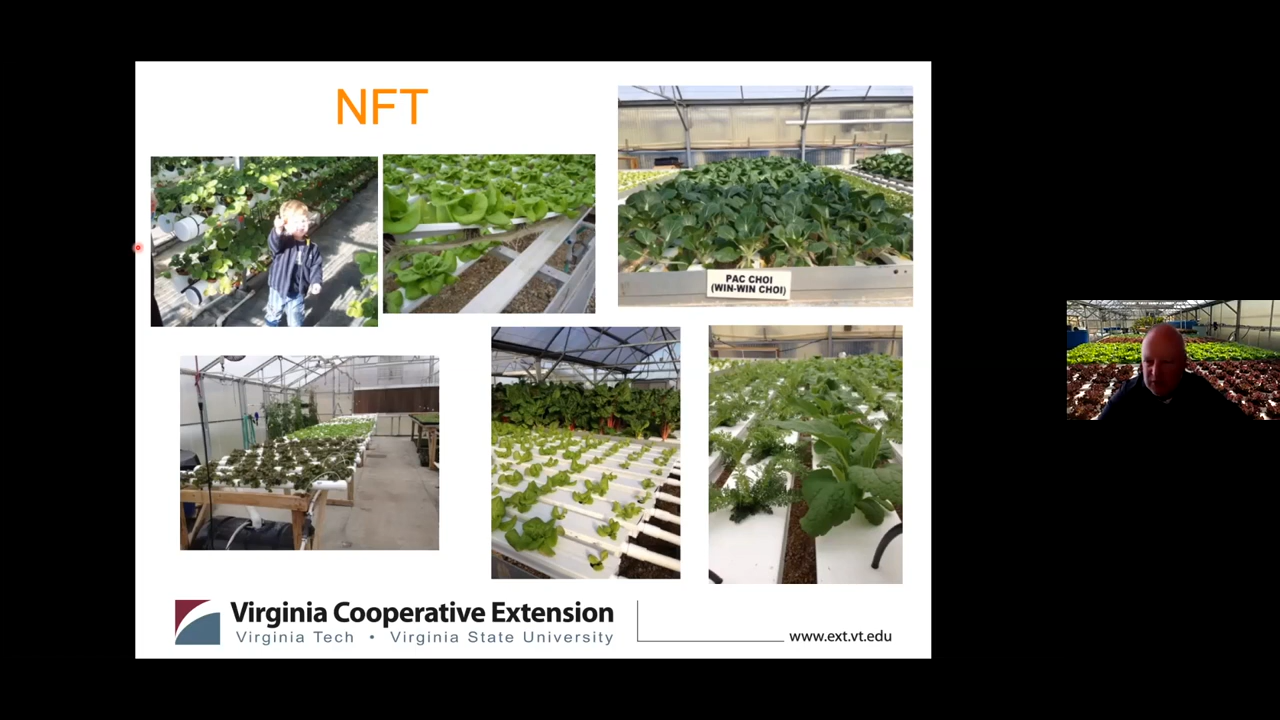 NFT
PAC CHOI
(WIN-WIN CHOI)
Virginia Cooperative Extension
Virginia Tech • Virginia State University
www.ext.vt.edu